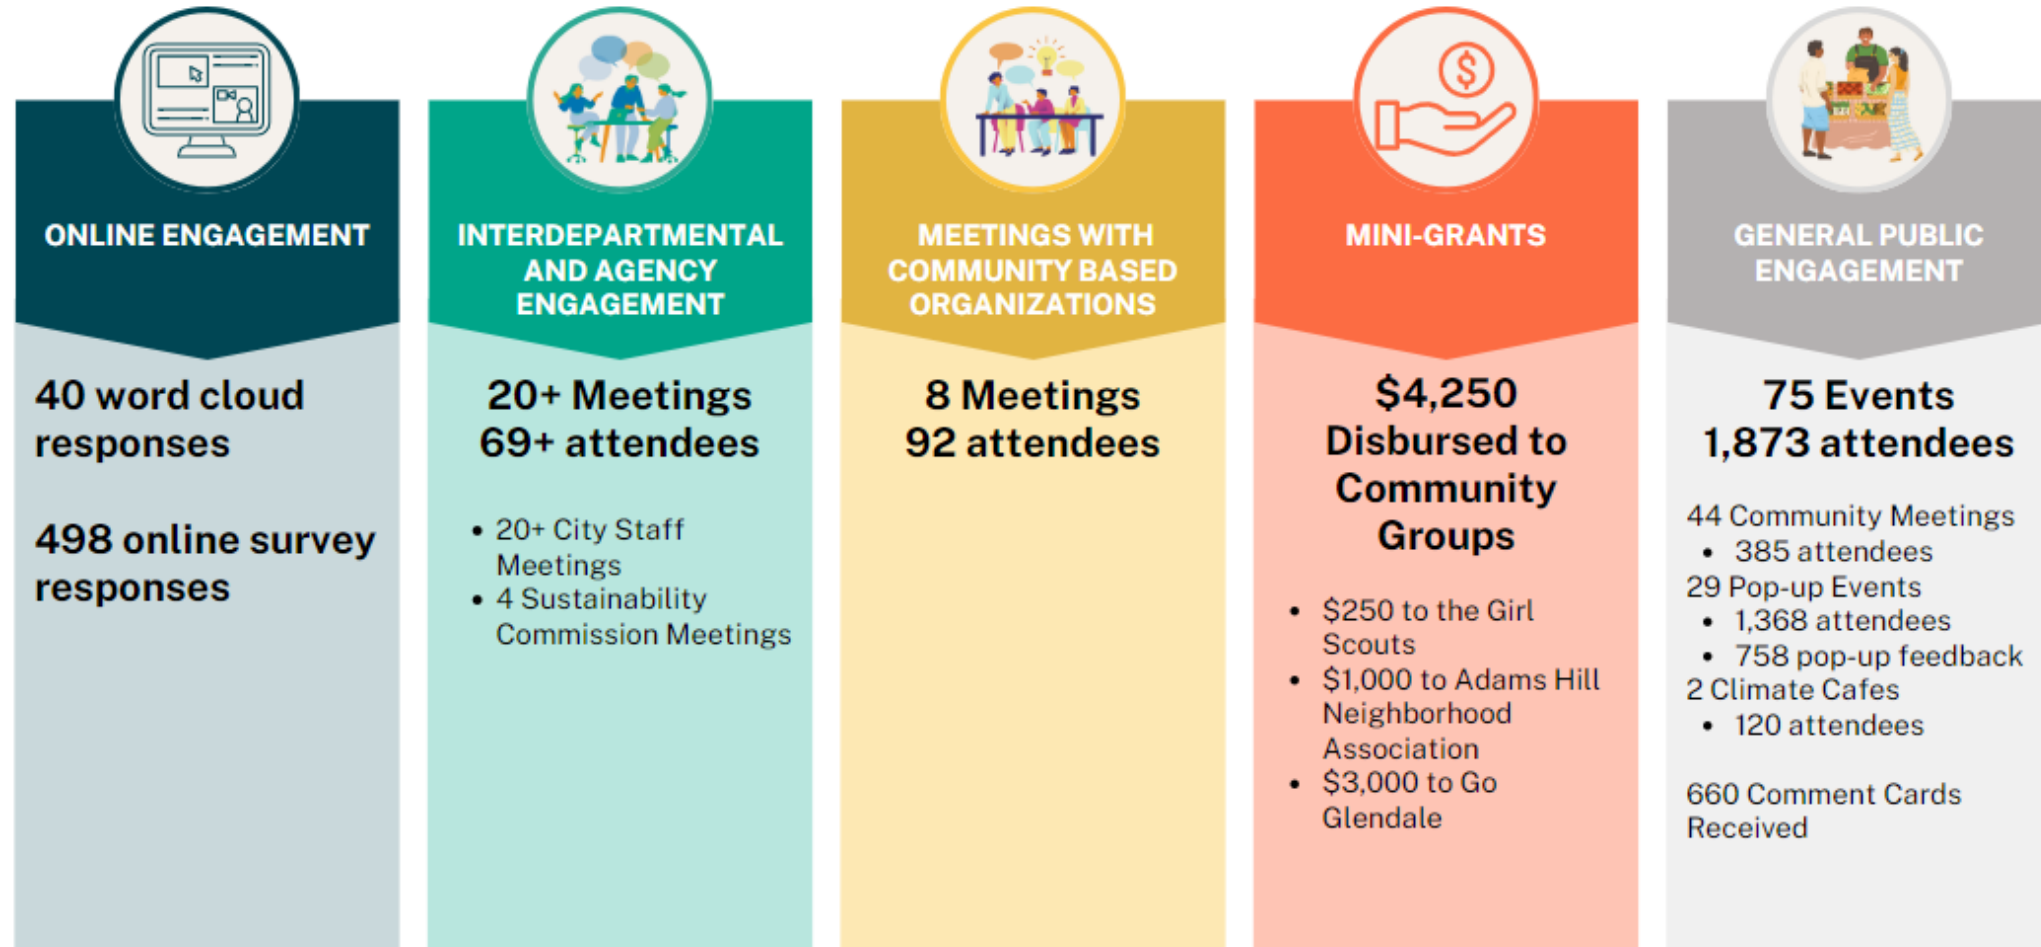 ONLINE ENGAGEMENT
40 word cloud
responses
498 online survey
responses
INTERDEPARTMENTAL
AND AGENCY
ENGAGEMENT
20+ Meetings
69+ attendees
• 20+ City Staff
Meetings
• 4 Sustainability
Commission Meetings
MEETINGS WITH
COMMUNITY BASED
ORGANIZATIONS
8 Meetings
92 attendees
MINI-GRANTS
$4,250
Disbursed to
Community
Groups
• $250 to the Girl
Scouts
• $1,000 to Adams Hill
Neighborhood
Association
• $3,000 to Go
Glendale
GENERAL PUBLIC
ENGAGEMENT
75 Events
1,873 attendees
44 Community Meetings
• 385 attendees
29 Pop-up Events
• 1,368 attendees
• 758 pop-up feedback
2 Climate Cafes
• 120 attendees
660 Comment Cards
Received